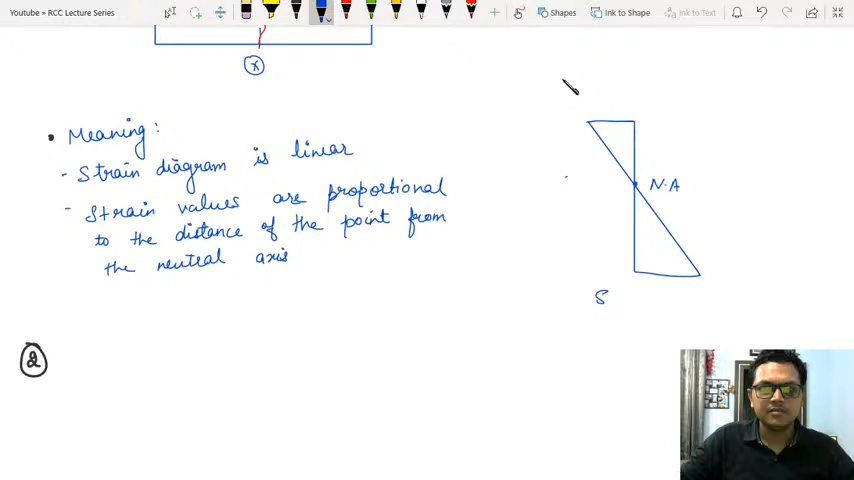 Youtube » RCC Lecture Series
Shapes
Ink to Shape
Ink to Text
x
Meaning:
- Strain diagram is linear
- Strain values are proportional
to the distance of the point from
the neutral axis
N.A
S
2